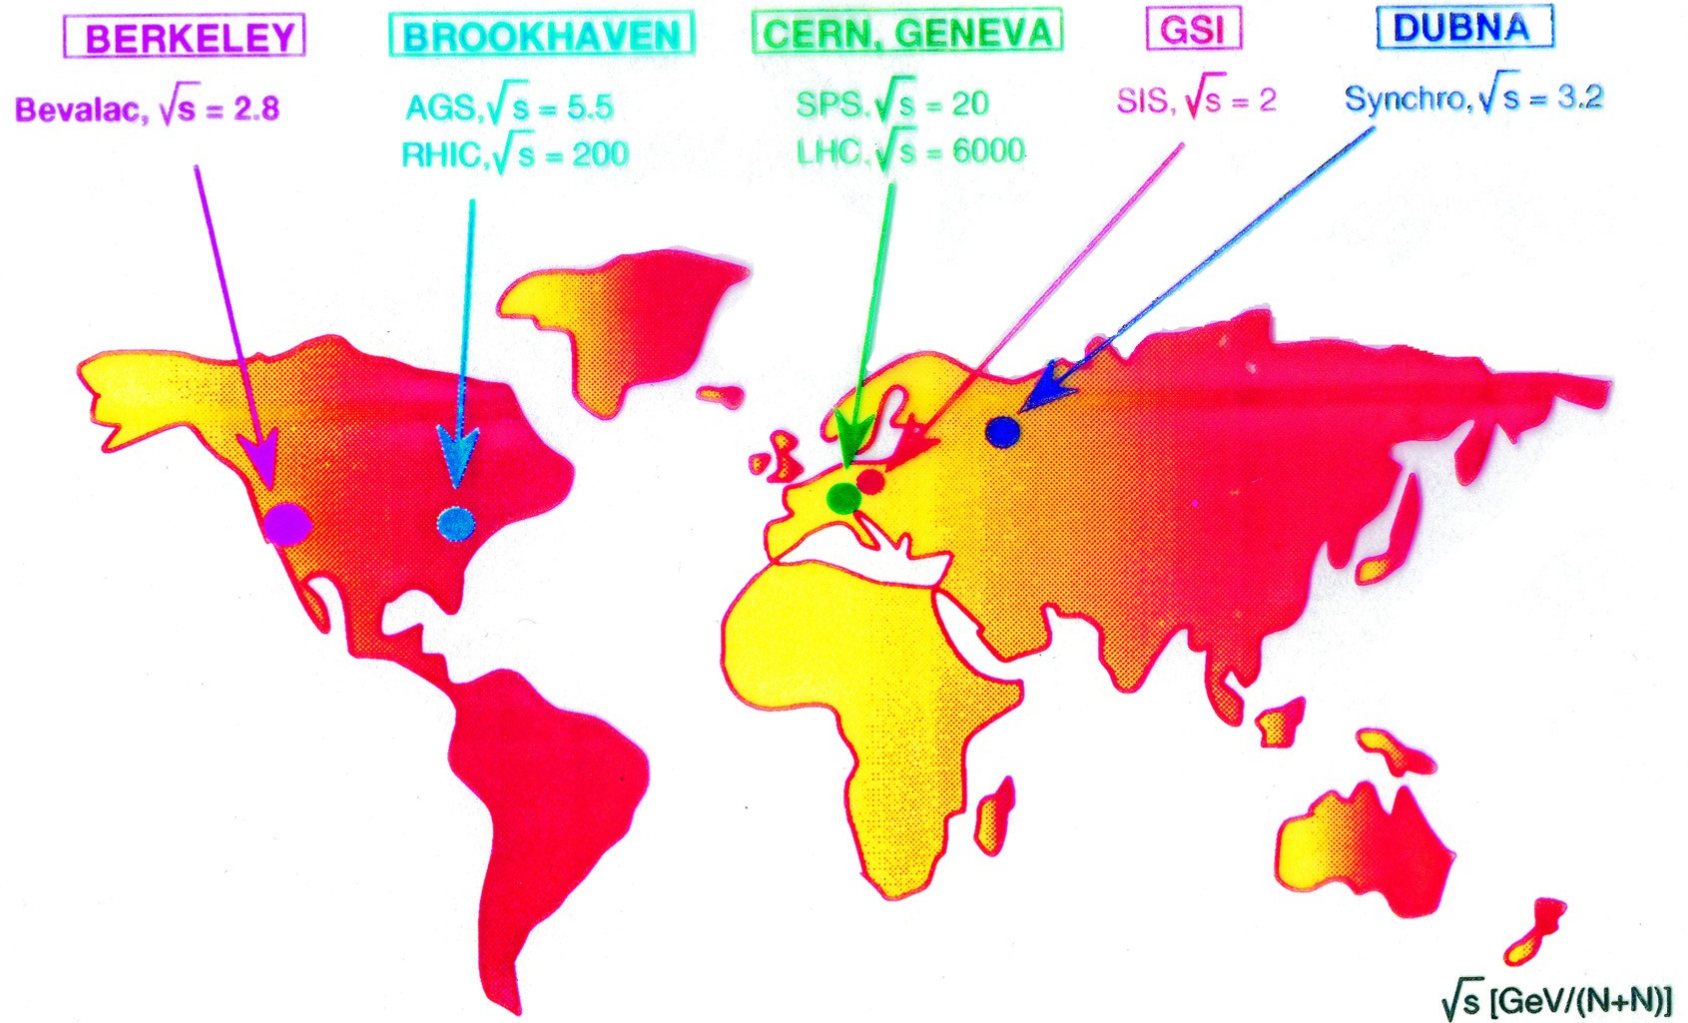 BERKELEY
Bevalac, √s = 2.8
BROOKHAVEN
AGS, √s = 5.5
RHIC, √s = 200
CERN, GENEVA
SPS, √s = 20
LHC, √s = 6000
GSI
SIS, √s = 2
DUBNA
Synchro, √s = 3.2
√s [GeV/(N+N)]